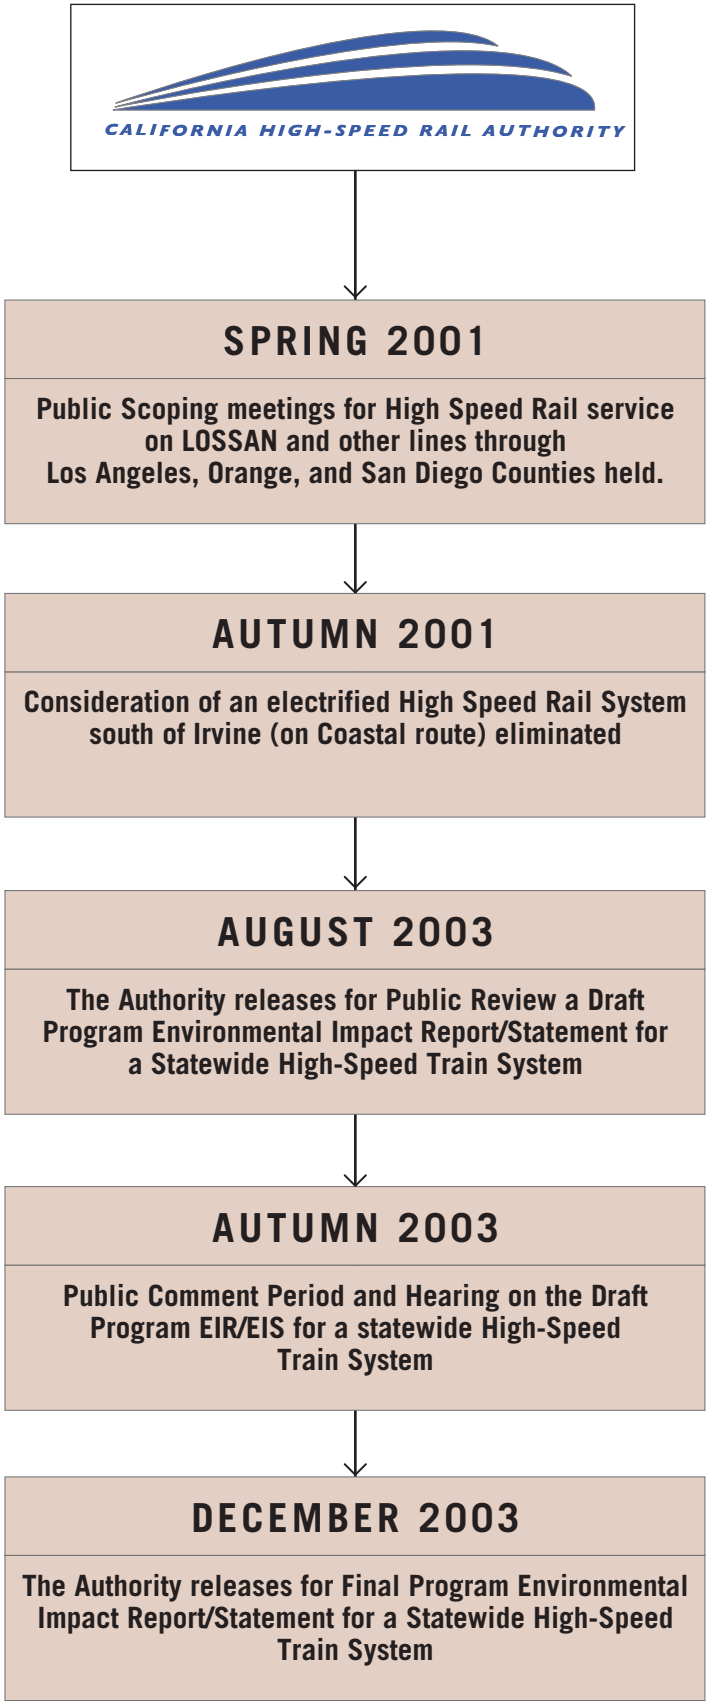 CALIFORNIA HIGH-SPEED RAIL AUTHORITY
SPRING 2001
Public Scoping meetings for High Speed Rail service
on LOSSAN and other lines through
Los Angeles, Orange, and San Diego Counties held.
AUTUMN 2001
Consideration of an electrified High Speed Rail System
south of Irvine (on Coastal route) eliminated
AUGUST 2003
The Authority releases for Public Review a Draft
Program Environmental Impact Report/Statement for
a Statewide High-Speed Train System
AUTUMN 2003
Public Comment Period and Hearing on the Draft
Program EIR/EIS for a statewide High-Speed
Train System
DECEMBER 2003
The Authority releases for Final Program Environmental
Impact Report/Statement for a Statewide High-Speed
Train System